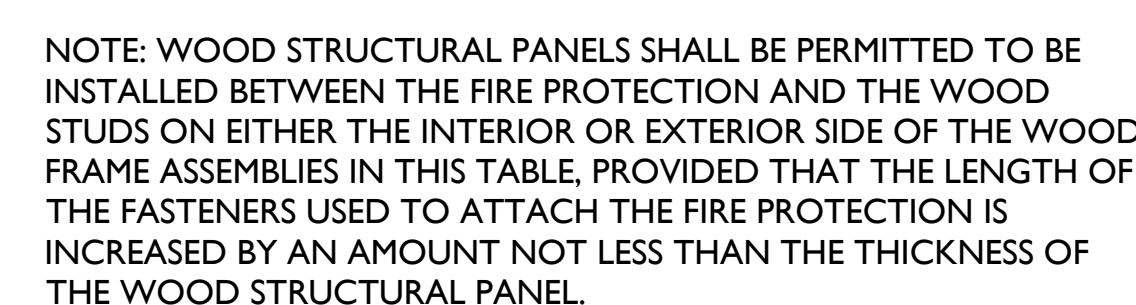 NOTE: WOOD STRUCTURAL PANELS SHALL BE PERMITTED TO BE
INSTALLED BETWEEN THE FIRE PROTECTION AND THE WOOD
STUDS ON EITHER THE INTERIOR OR EXTERIOR SIDE OF THE WOOD
FRAME ASSEMBLIES IN THIS TABLE, PROVIDED THAT THE LENGTH OF
THE FASTENERS USED TO ATTACH THE FIRE PROTECTION IS
INCREASED BY AN AMOUNT NOT LESS THAN THE THICKNESS OF
THE WOOD STRUCTURAL PANEL.